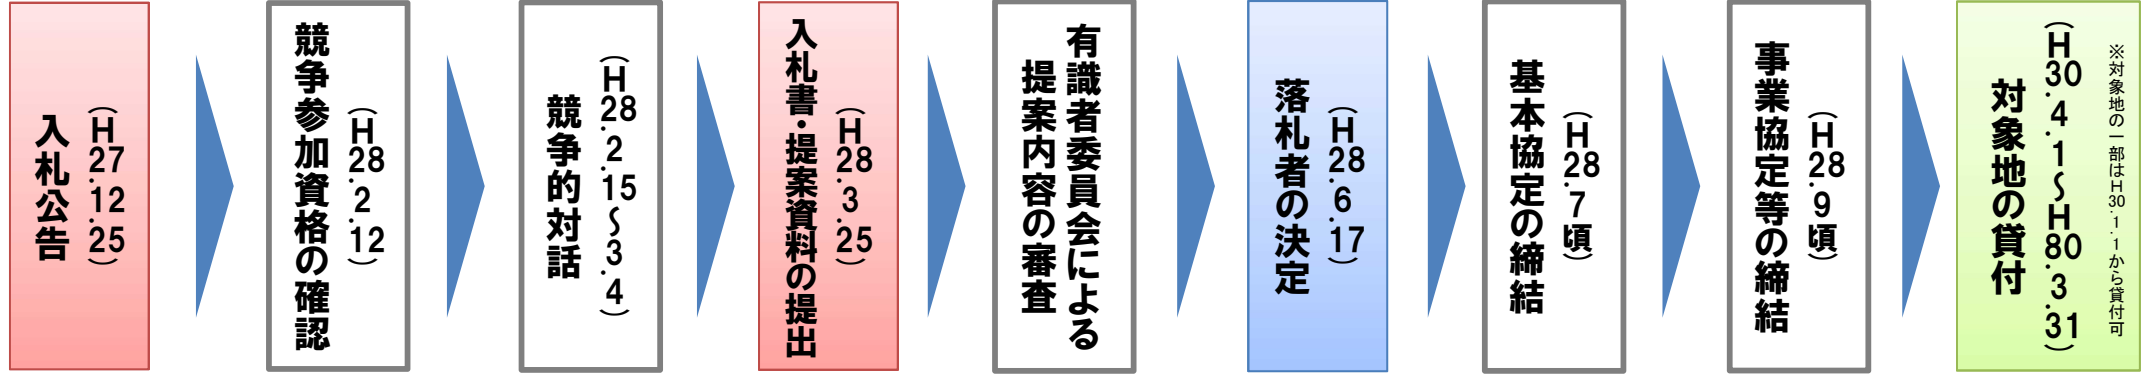 入札公告
（H27.12.25）
競争参加資格の確認
（H28.2.12）
競争的対話
（H28.2.15～3.4）
入札書・提案資料の提出
（H28.3.25）
有識者委員会による
提案内容の審査
落札者の決定
（H28.6.17）
基本協定の締結
（H28.7頃）
事業協定等の締結
（H28.9頃）
対象地の貸付
（H30.4.1～H80.3.31）
※対象地の一部はH30.1.1から貸付可